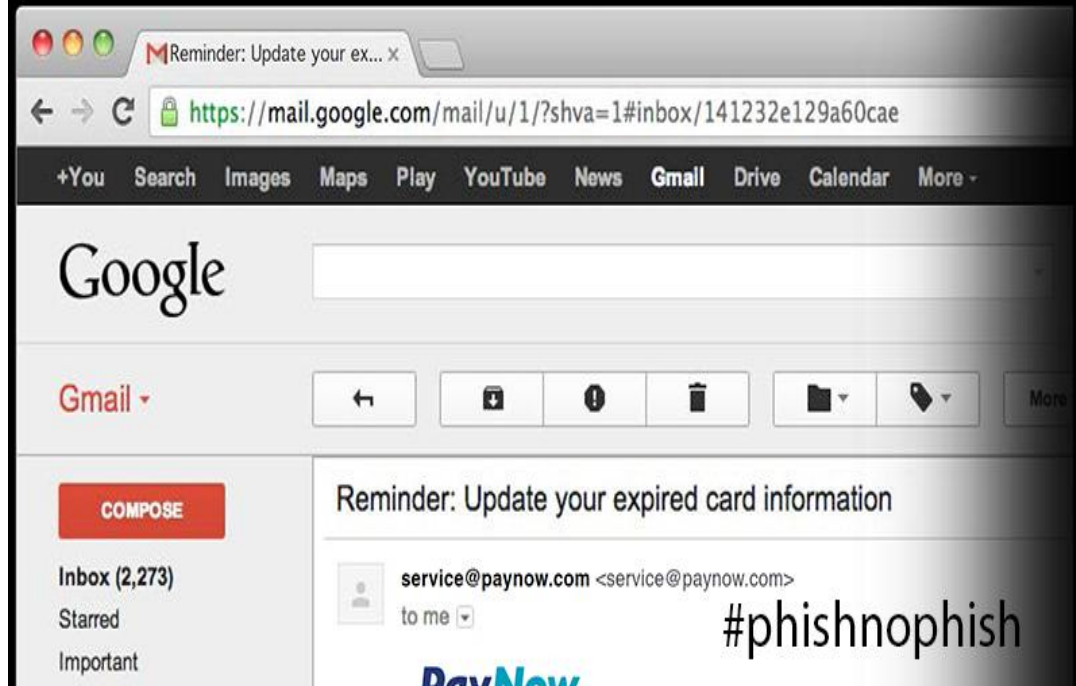 Reminder: Update your ex... ×
https://mail.google.com/mail/u/1/?shva=1#inbox/141232e129a60cae
+You Search Images Maps Play YouTube News Gmail Drive Calendar More
Google
Gmail
More
COMPOSE
Reminder: Update your expired card information
Inbox (2,273)
Starred
Important
service@paynow.com <service@paynow.com>
to me
#phishnophish
PayNow